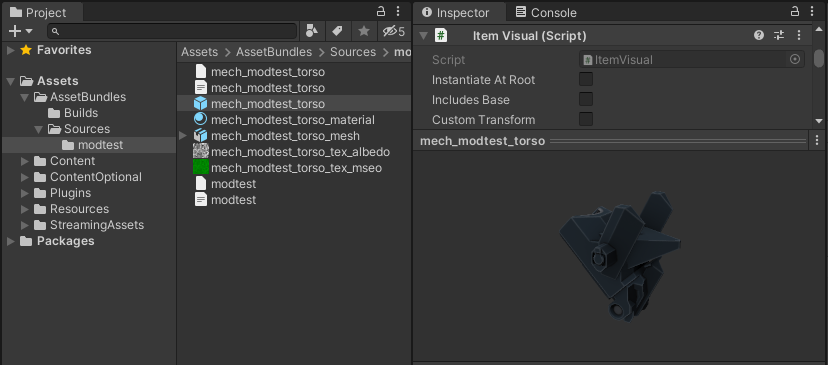 Project
5
Favorites
Assets
AssetBundles
Builds
Sources
modtest
Content
ContentOptional
Plugins
Resources
StreamingAssets
Packages
Assets > AssetBundles > Sources > mo
mech_modtest_torso
mech_modtest_torso
mech_modtest_torso
mech_modtest_torso_material
mech_modtest_torso_mesh
mech_modtest_torso_tex_albedo
mech_modtest_torso_tex_mseo
modtest
modtest
Inspector
Console
# Item Visual (Script)
Script
# ItemVisual
Instantiate At Root
Includes Base
Custom Transform
mech_modtest_torso